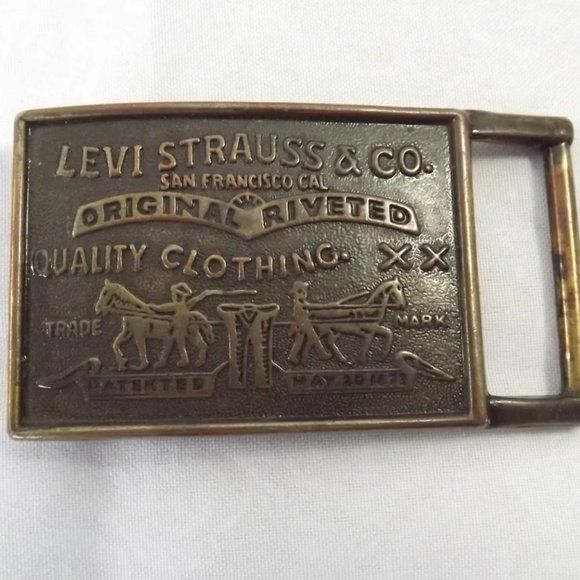 LEVI STRAUSS & CO.
SAN FRANCISCO CAL
ORIGINAL RIVETED
QUALITY CLOTHING. XX
TRADE MARK
PATENTED MAY 20 1873